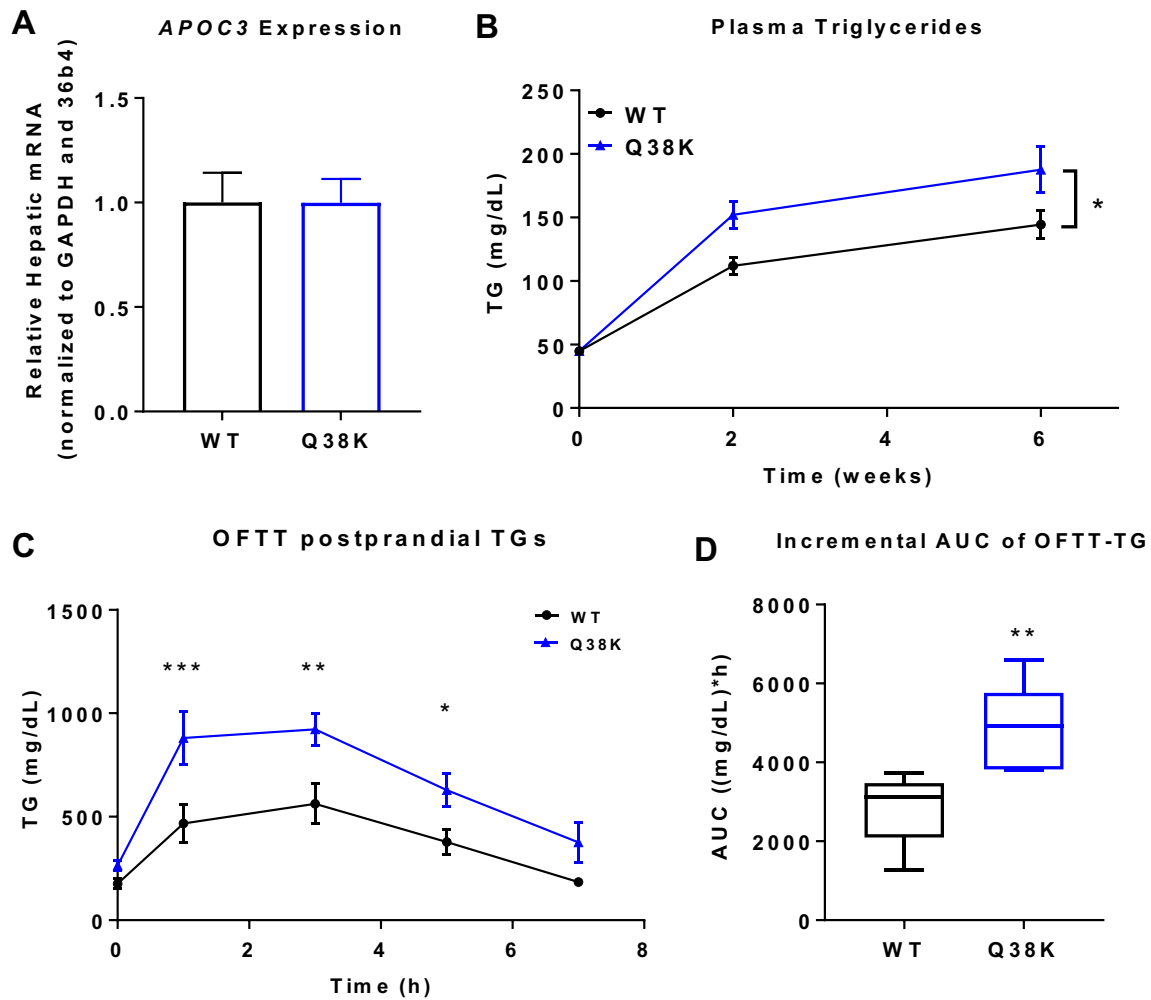 A
APOC3 Expression
Relative Hepatic mRNA
(normalized to GAPDH and 36b4)
1.5
1.0
0.5
0.0
WT
Q38K
B
Plasma Triglycerides
TG (mg/dL)
250
200
150
100
50
0
WT
Q38K
*
0
2
4
6
Time (weeks)
C
OFTT postprandial TGs
TG (mg/dL)
1500
1000
500
0
WT
Q38K
***
**
*
0
2
4
6
8
Time (h)
D
Incremental AUC of OFTT-TG
AUC ((mg/dL)*h)
8000
6000
4000
2000
0
**
WT
Q38K